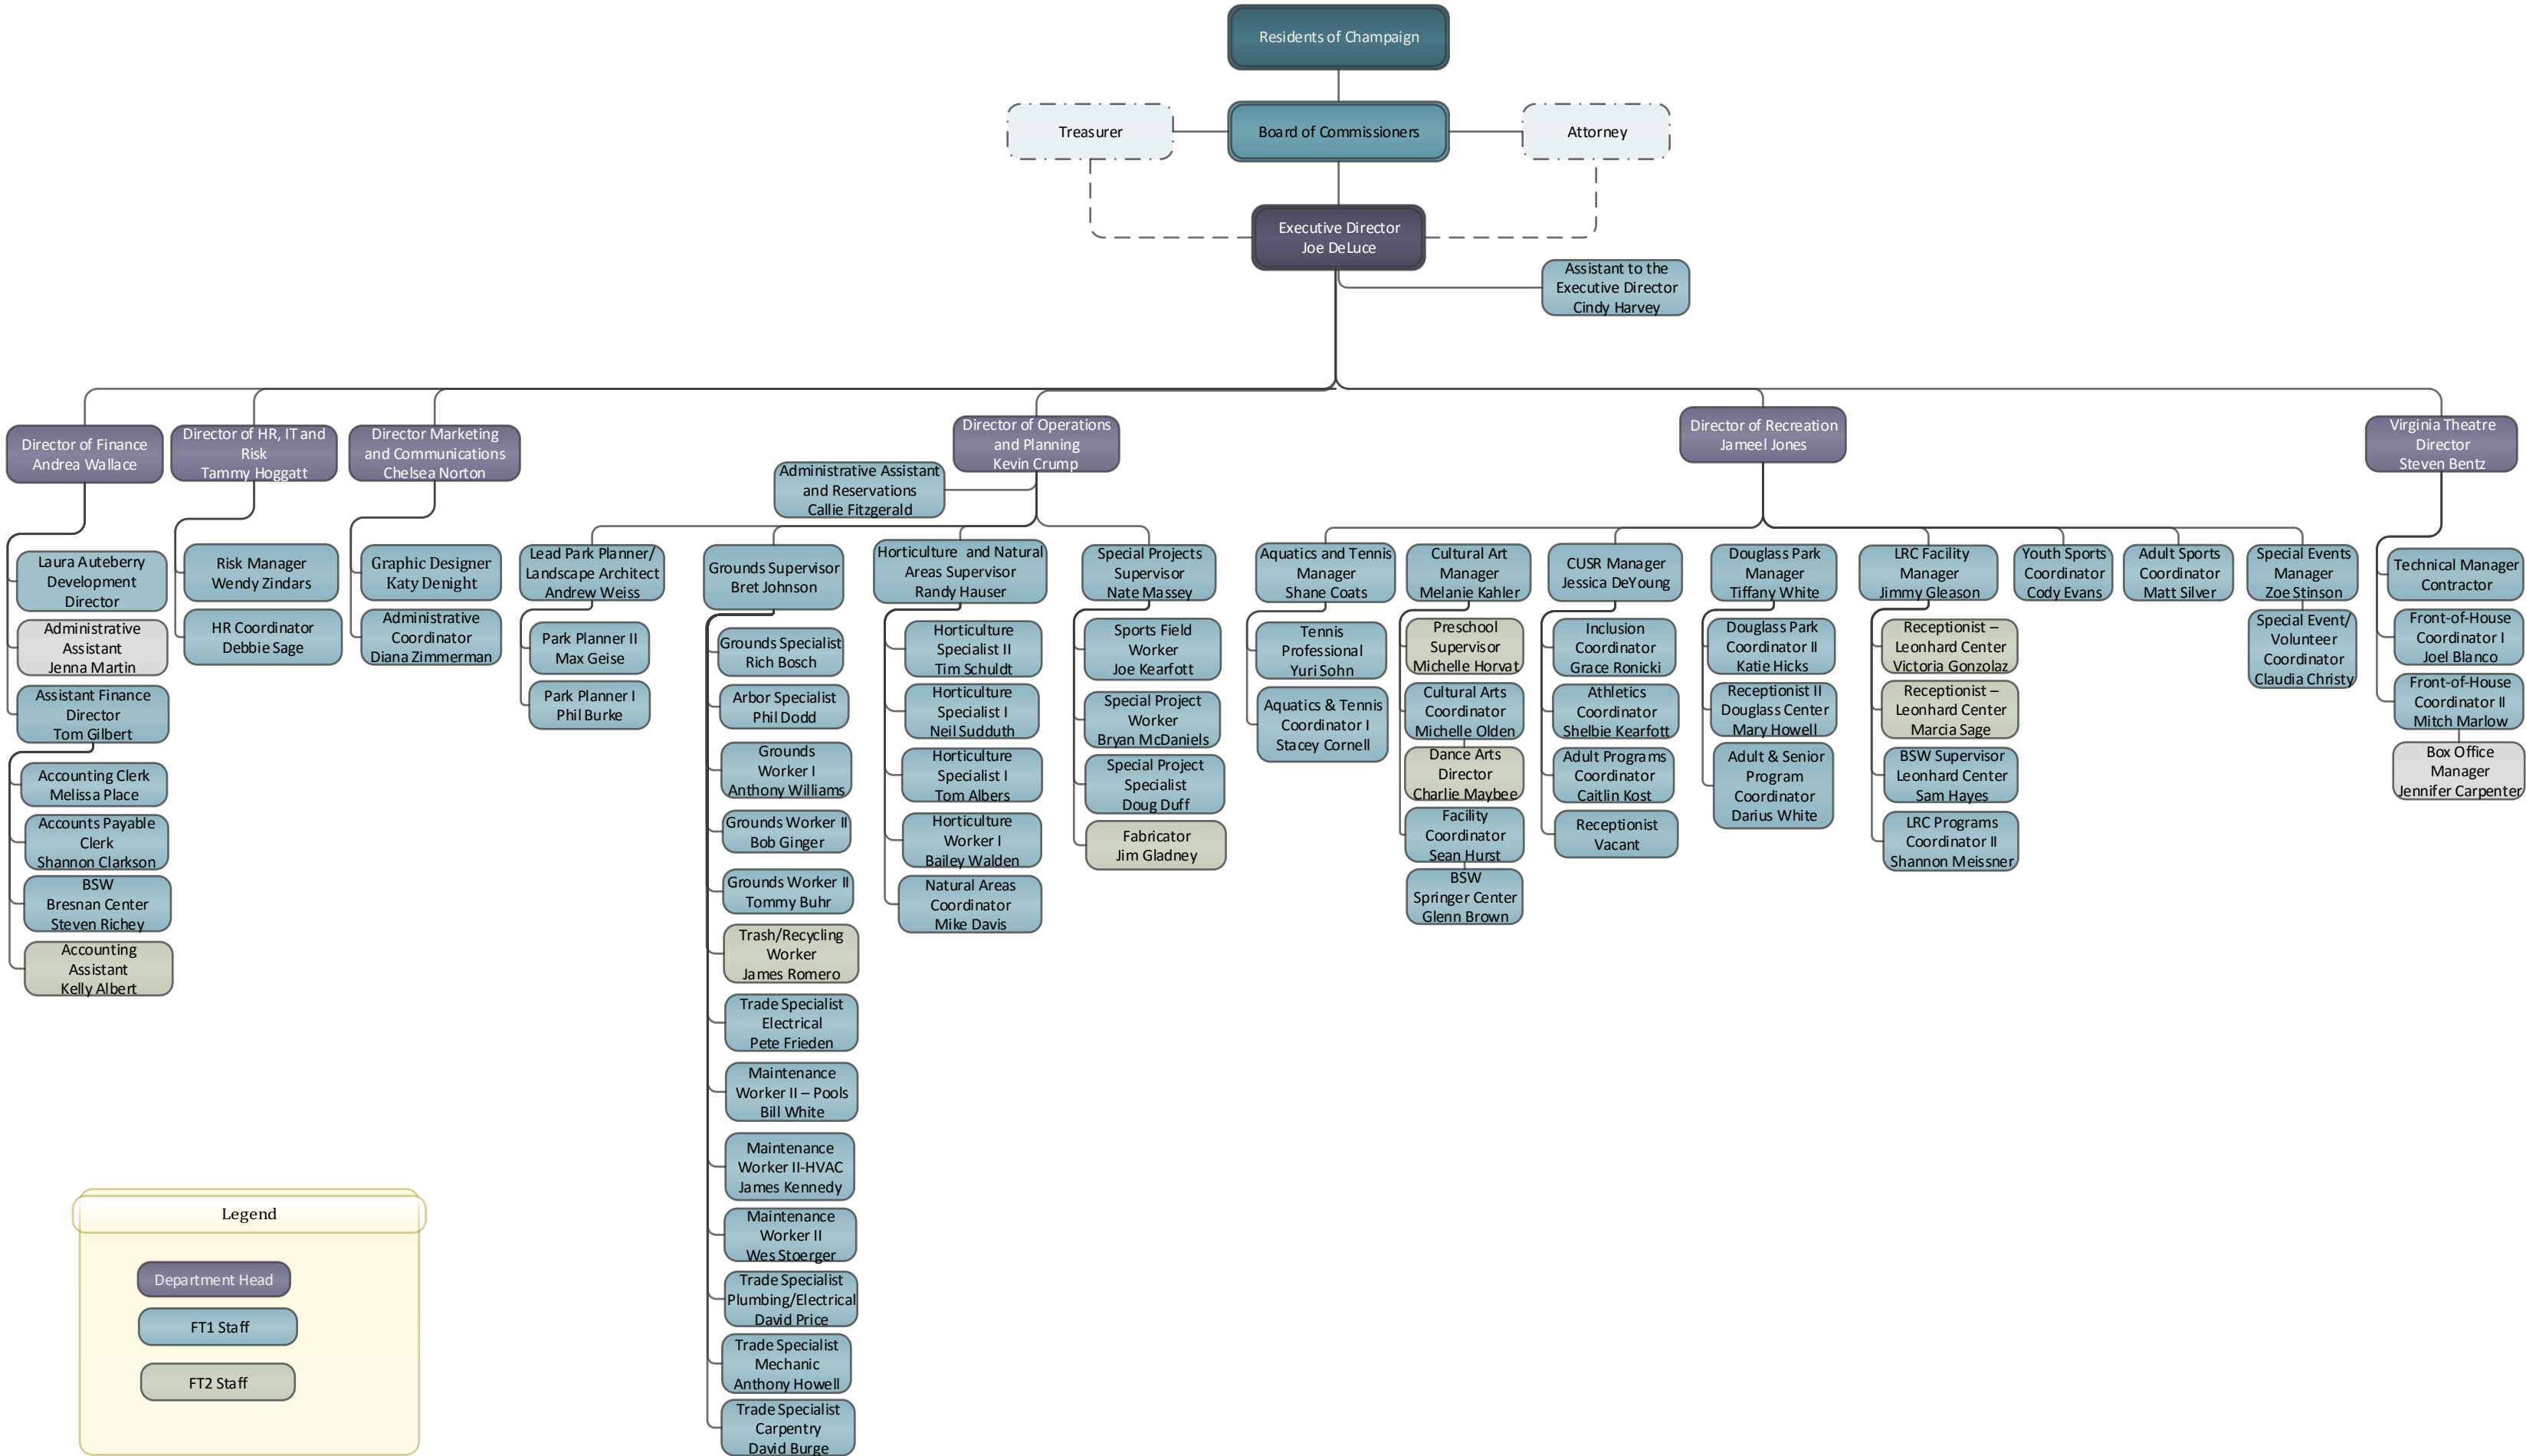 Residents of Champaign
Treasurer
Board of Commissioners
Attorney
Executive Director
Joe DeLuce
Assistant to the
Executive Director
Cindy Harvey
Director of Finance
Andrea Wallace
Director of HR, IT and
Risk
Tammy Hoggatt
Director Marketing
and Communications
Chelsea Norton
Director of Operations
and Planning
Kevin Crump
Director of Recreation
Jameel Jones
Virginia Theatre
Director
Steven Bentz
Administrative Assistant
and Reservations
Callie Fitzgerald
Laura Auteberry
Development
Director
Administrative
Assistant
Jenna Martin
Assistant Finance
Director
Tom Gilbert
Accounting Clerk
Melissa Place
Accounts Payable
Clerk
Shannon Clarkson
BSW
Bresnan Center
Steven Richey
Accounting
Assistant
Kelly Albert
Risk Manager
Wendy Zindars
HR Coordinator
Debbie Sage
Graphic Designer
Katy Denight
Administrative
Coordinator
Diana Zimmerman
Lead Park Planner/
Landscape Architect
Andrew Weiss
Park Planner II
Max Geise
Park Planner I
Phil Burke
Grounds Supervisor
Bret Johnson
Grounds Specialist
Rich Bosch
Arbor Specialist
Phil Dodd
Grounds
Worker I
Anthony Williams
Grounds Worker II
Bob Ginger
Grounds Worker II
Tommy Buhr
Trash/Recycling
Worker
James Romero
Trade Specialist
Electrical
Pete Frieden
Maintenance
Worker II – Pools
Bill White
Maintenance
Worker II-HVAC
James Kennedy
Maintenance
Worker II
Wes Stoerger
Trade Specialist
Plumbing/Electrical
David Price
Trade Specialist
Mechanic
Anthony Howell
Trade Specialist
Carpentry
David Burge
Horticulture and Natural
Areas Supervisor
Randy Hauser
Horticulture
Specialist II
Tim Schuldt
Horticulture
Specialist I
Neil Sudduth
Horticulture
Specialist I
Tom Albers
Horticulture
Worker I
Bailey Walden
Natural Areas
Coordinator
Mike Davis
Special Projects
Supervisor
Nate Massey
Sports Field
Worker
Joe Kearfott
Special Project
Worker
Bryan McDaniels
Special Project
Specialist
Doug Duff
Fabricator
Jim Gladney
Aquatics and Tennis
Manager
Shane Coats
Tennis
Professional
Yuri Sohn
Aquatics & Tennis
Coordinator I
Stacey Cornell
Cultural Art
Manager
Melanie Kahler
Preschool
Supervisor
Michelle Horvat
Cultural Arts
Coordinator
Michelle Olden
Dance Arts
Director
Charlie Maybee
Facility
Coordinator
Sean Hurst
BSW
Springer Center
Glenn Brown
CUSR Manager
Jessica DeYoung
Inclusion
Coordinator
Grace Ronicki
Athletics
Coordinator
Shelbie Kearfott
Adult Programs
Coordinator
Caitlin Kost
Receptionist
Vacant
Douglass Park
Manager
Tiffany White
Douglass Park
Coordinator II
Katie Hicks
Receptionist II
Douglass Center
Mary Howell
Adult & Senior
Program
Coordinator
Darius White
LRC Facility
Manager
Jimmy Gleason
Receptionist –
Leonhard Center
Victoria Gonzolaz
Receptionist –
Leonhard Center
Marcia Sage
BSW Supervisor
Leonhard Center
Sam Hayes
LRC Programs
Coordinator II
Shannon Meissner
Youth Sports
Coordinator
Cody Evans
Adult Sports
Coordinator
Matt Silver
Special Events
Manager
Zoe Stinson
Special Event/
Volunteer
Coordinator
Claudia Christy
Technical Manager
Contractor
Front-of-House
Coordinator I
Joel Blanco
Front-of-House
Coordinator II
Mitch Marlow
Box Office
Manager
Jennifer Carpenter
Legend
Department Head
FT1 Staff
FT2 Staff